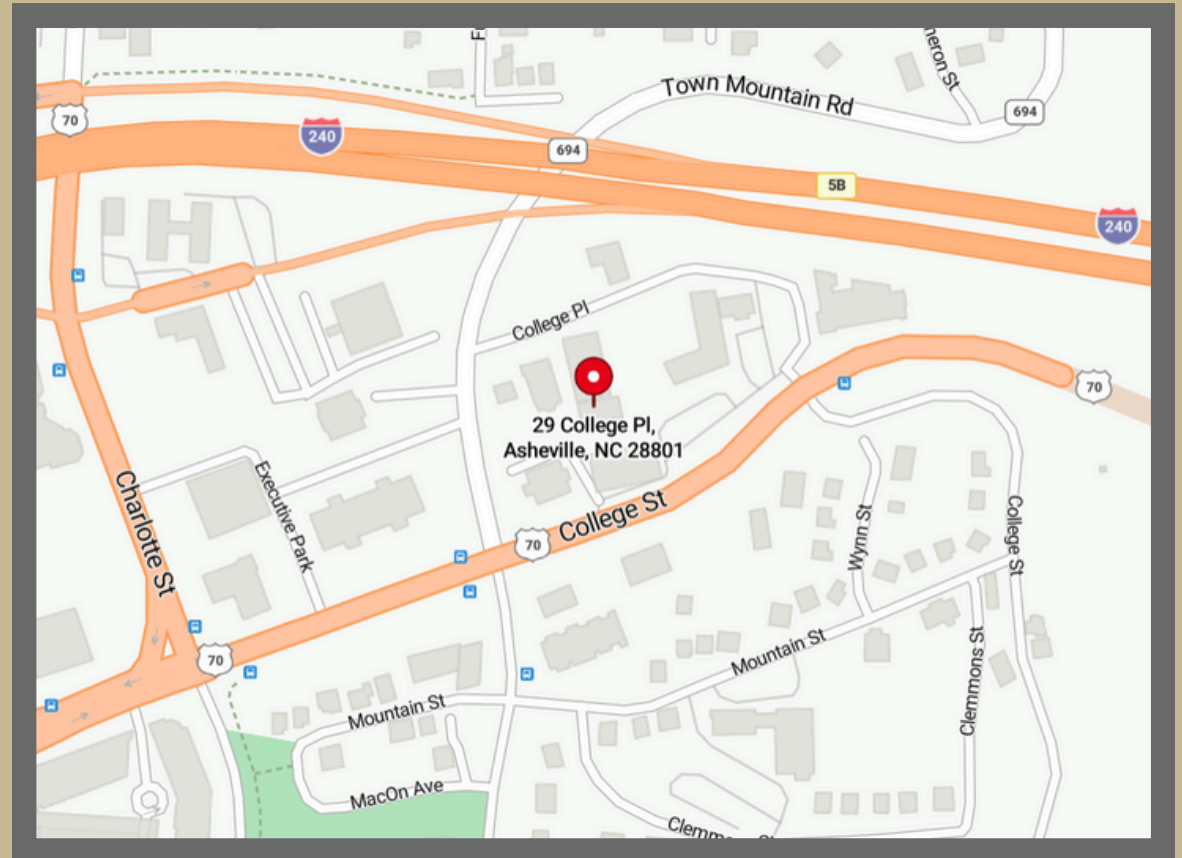 Town Mountain Rd
694
70
240
694
5B
240
College Pl
70
29 College Pl,
Asheville, NC 28801
Charlotte St
Executive Park
College St
70
Wynn St
College St
70
Mountain St
Clemmons St
Mountain St
MacOn Ave